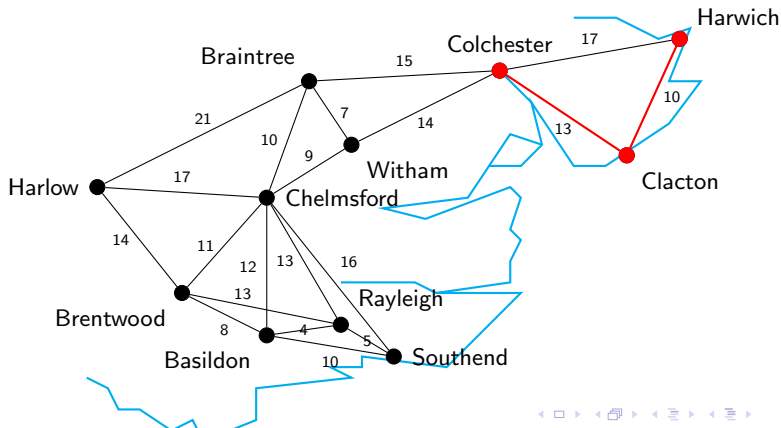 Harwich
17
Colchester
15
Braintree
10
21
7
13
14
10
9
Witham
Clacton
17
Harlow
Chelmsford
14
11
12
13
16
13
Rayleigh
Brentwood
8
4
5
Basildon
10
Southend